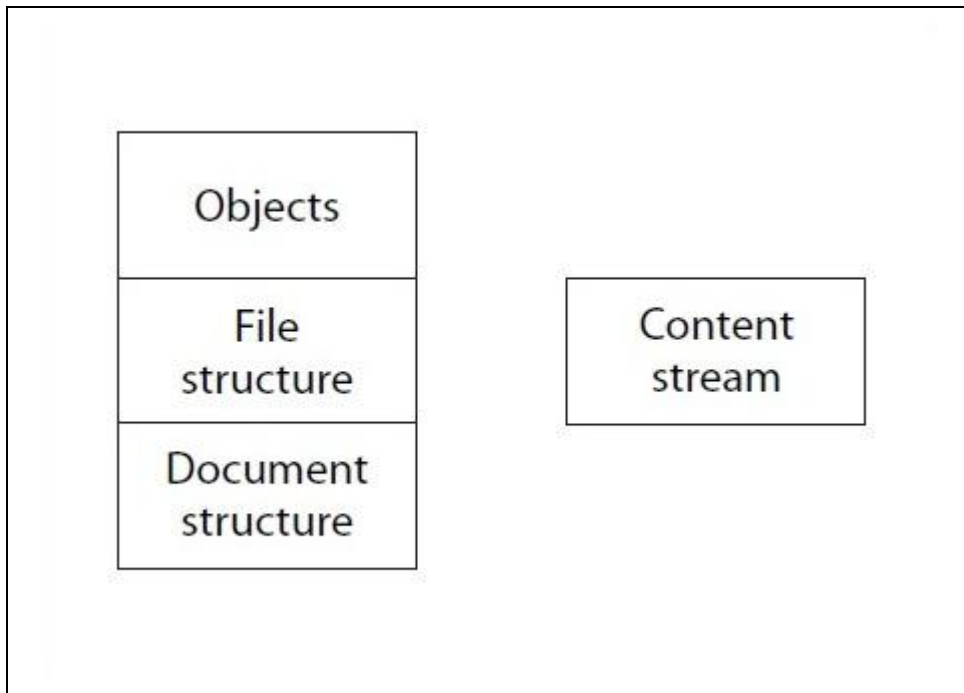 Objects
File
structure
Document
structure
Content
stream